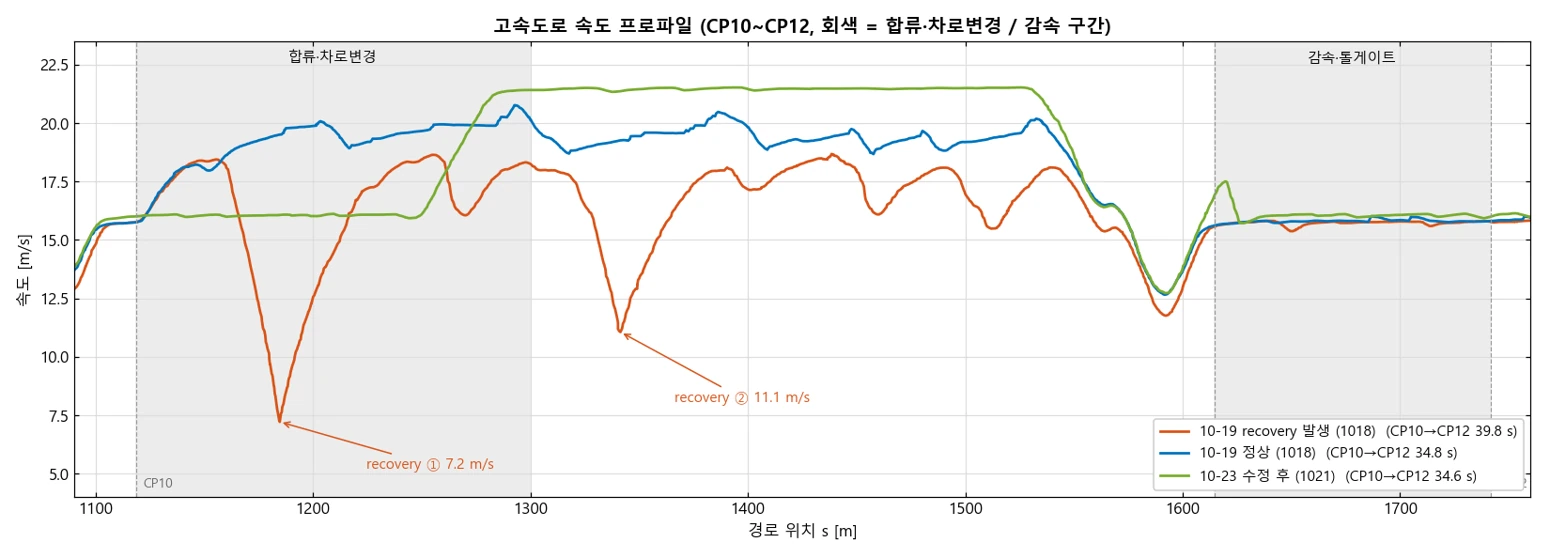 고속도로 속도 프로파일 (CP10~CP12, 회색 = 합류·차로변경 / 감속 구간)
합류·차로변경
감속·톨게이트
22.5
20.0
17.5
15.0
12.5
10.0
7.5
5.0
속도 [m/s]
recovery ② 11.1 m/s
recovery ① 7.2 m/s
CP10
10-19 recovery 발생 (1018) (CP10→CP12 39.8 s)
10-19 정상 (1018) (CP10→CP12 34.8 s)
10-23 수정 후 (1021) (CP10→CP12 34.6 s)
1100 1200 1300 1400 1500 1600 1700
경로 위치 s [m]